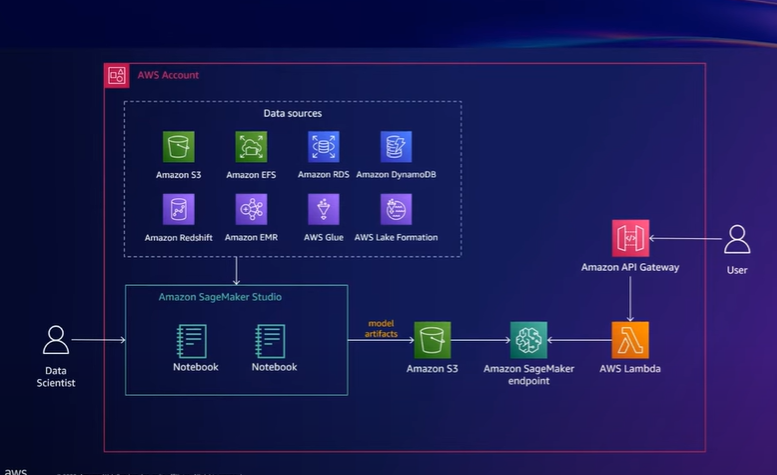 AWS Account
Data sources
Amazon S3
Amazon EFS
Amazon RDS
Amazon DynamoDB
Amazon Redshift
Amazon EMR
AWS Glue
AWS Lake Formation
Amazon API Gateway
User
Amazon SageMaker Studio
Notebook
Notebook
Data
Scientist
model
artifacts
Amazon S3
Amazon SageMaker
endpoint
AWS Lambda
aws